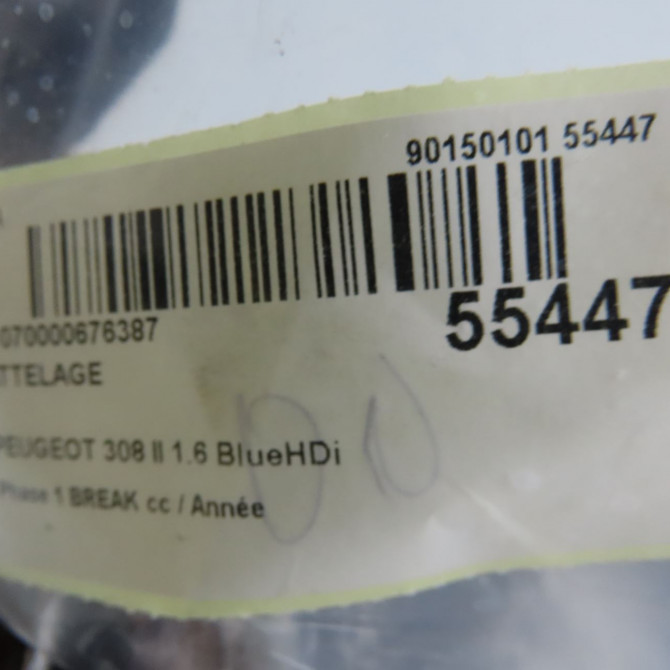 90150101 55447
070000676387
55447
TTELAGE
PEUGEOT 308 II 1.6 BlueHDi
Phase 1 BREAK cc / Année